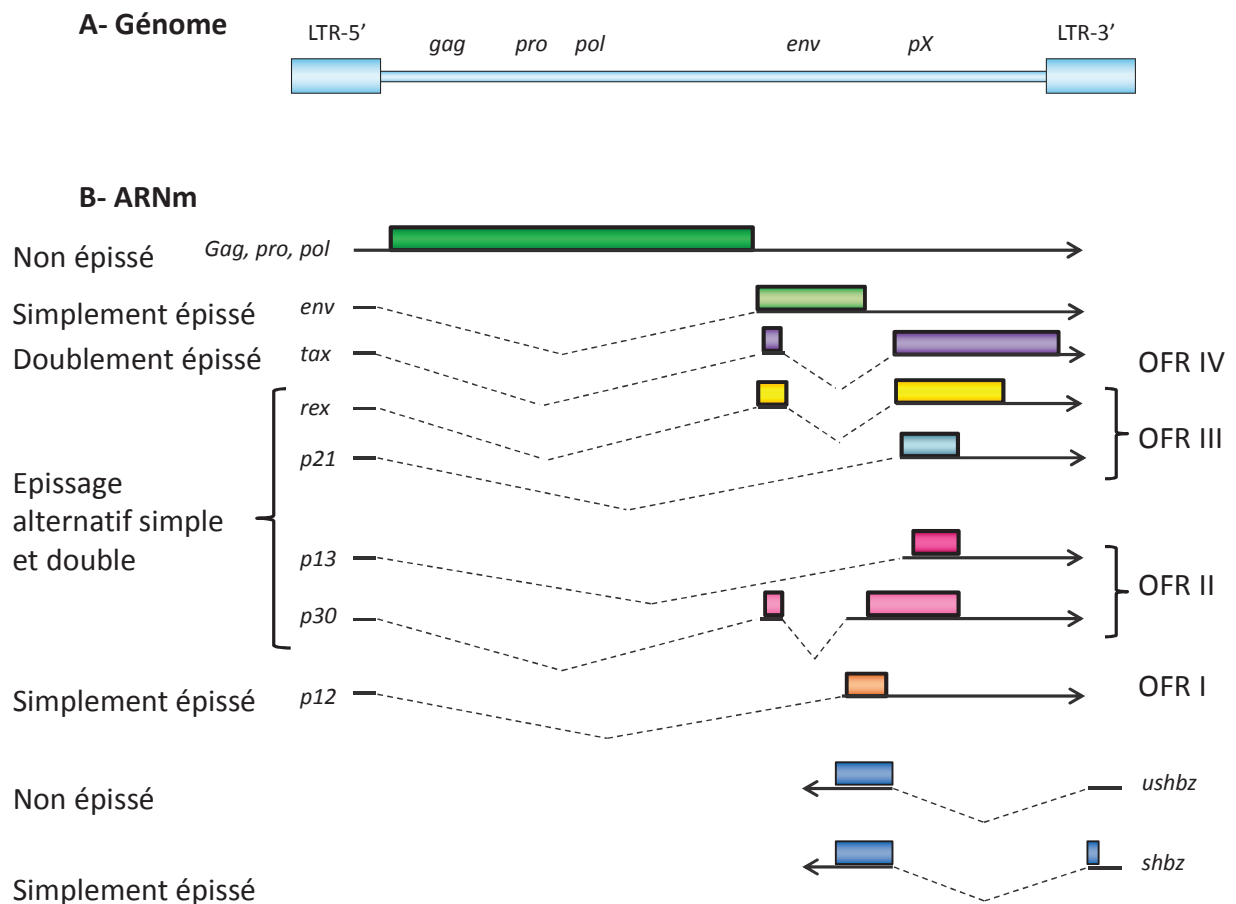 A- Génome
LTR-5’ gag pro pol env pX LTR-3’
B- ARNm
Non épissé Gag, pro, pol
Simplement épissé env
Doublement épissé tax OFR IV
rex
OFR III
p21
Epissage
alternatif simple
et double
p13
OFR II
p30
Simplement épissé p12 OFR I
Non épissé ushbz
Simplement épissé shbz